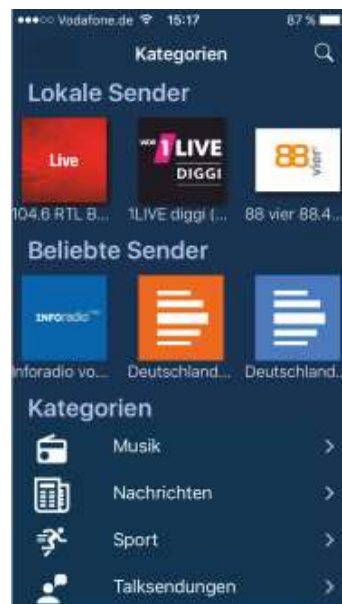 Vodafone.de 15:17 87 %
Kategorien
Lokale Sender
Live
WDR 1LIVE
DIGGI
88 vier
104.6 RTL B... 1LIVE diggi (... 88 vier 88.4...
Beliebte Sender
INFOradio
Inforadio vo... Deutschland... Deutschland...
Kategorien
Musik
Nachrichten
Sport
Talksendungen